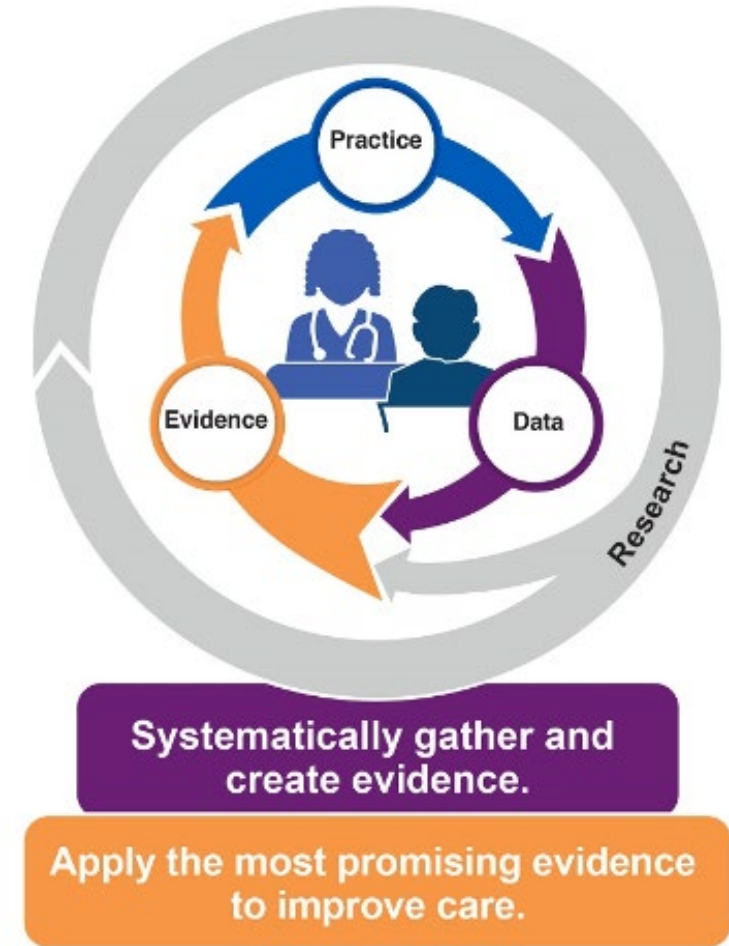 Practice
Evidence
Data
Research
Systematically gather and
create evidence.
Apply the most promising evidence
to improve care.